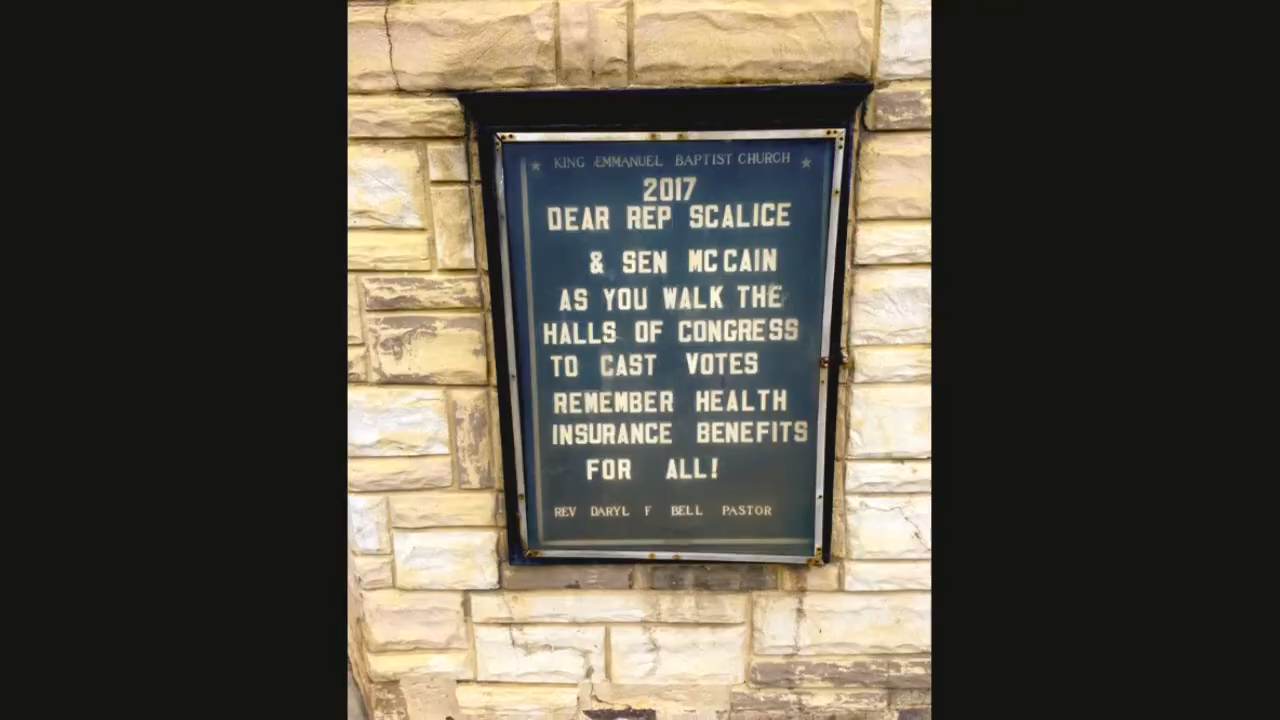 KING EMMANUEL BAPTIST CHURCH
2017
DEAR REP SCALICE
& SEN MCCAIN
AS YOU WALK THE
HALLS OF CONGRESS
TO CAST VOTES
REMEMBER HEALTH
INSURANCE BENEFITS
FOR ALL!
REV DARYL F BELL PASTOR